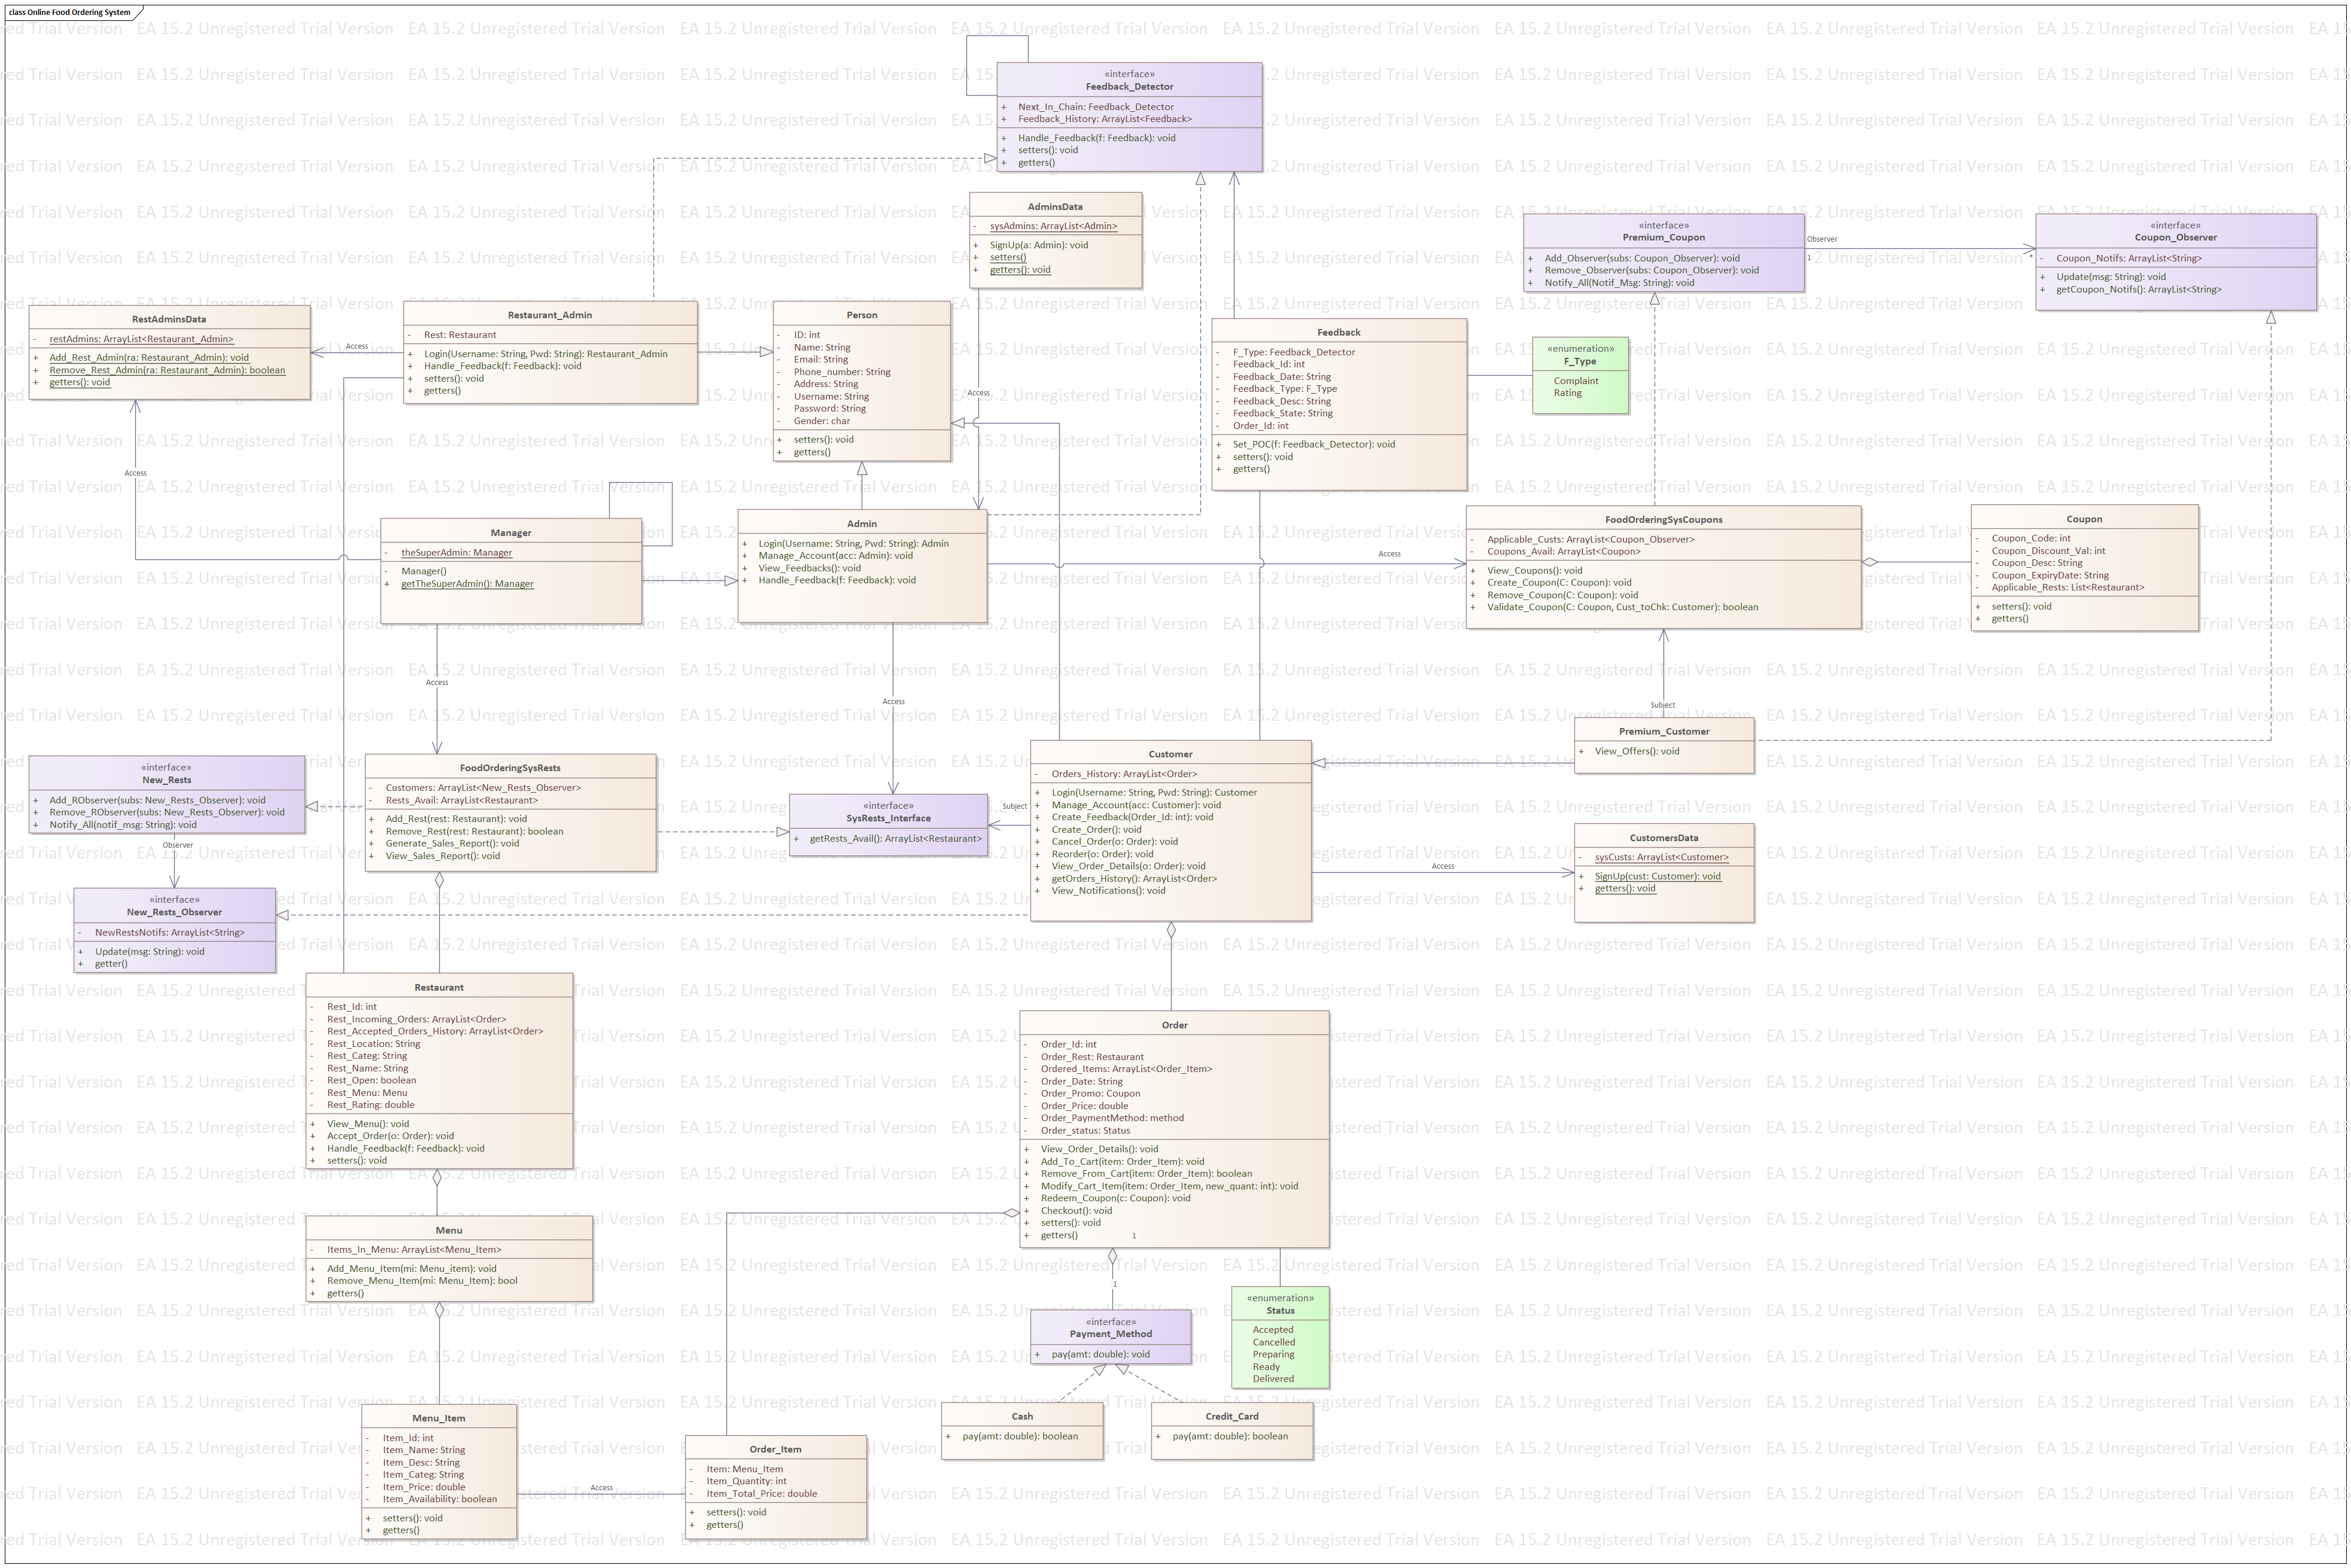 class Online Food Ordering System
EA 15.2 Unregistered Trial Version
«interface»
Feedback_Detector
+ Next_In_Chain: Feedback_Detector
+ Feedback_History: ArrayList<Feedback>
+ Handle_Feedback(f: Feedback): void
+ setters(): void
+ getters()
AdminsData
- sysAdmins: ArrayList<Admin>
+ SignUp(a: Admin): void
+ setters()
+ getters(): void
Access
«interface»
Premium_Coupon
+ Add_Observer(subs: Coupon_Observer): void
+ Remove_Observer(subs: Coupon_Observer): void
+ Notify_All(Notif_Msg: String): void
Observer
1
*
«interface»
Coupon_Observer
- Coupon_Notifs: ArrayList<String>
+ Update(msg: String): void
+ getCoupon_Notifs(): ArrayList<String>
RestAdminsData
- restAdmins: ArrayList<Restaurant_Admin>
+ Add_Rest_Admin(ra: Restaurant_Admin): void
+ Remove_Rest_Admin(ra: Restaurant_Admin): boolean
+ getters(): void
Access
Restaurant_Admin
- Rest: Restaurant
+ Login(Username: String, Pwd: String): Restaurant_Admin
+ Handle_Feedback(f: Feedback): void
+ setters(): void
+ getters()
Person
- ID: int
- Name: String
- Email: String
- Phone_number: String
- Address: String
- Username: String
- Password: String
- Gender: char
+ setters(): void
+ getters()
Feedback
- F_Type: Feedback_Detector
- Feedback_Id: int
- Feedback_Date: String
- Feedback_Type: F_Type
- Feedback_Desc: String
- Feedback_State: String
- Order_Id: int
+ Set_POC(f: Feedback_Detector): void
+ setters(): void
+ getters()
«enumeration»
F_Type
Complaint
Rating
Access
Manager
- theSuperAdmin: Manager
- Manager()
+ getTheSuperAdmin(): Manager
Admin
+ Login(Username: String, Pwd: String): Admin
+ Manage_Account(acc: Admin): void
+ View_Feedbacks(): void
+ Handle_Feedback(f: Feedback): void
Access
FoodOrderingSysCoupons
- Applicable_Custs: ArrayList<Coupon_Observer>
- Coupons_Avail: ArrayList<Coupon>
+ View_Coupons(): void
+ Create_Coupon(C: Coupon): void
+ Remove_Coupon(C: Coupon): void
+ Validate_Coupon(C: Coupon, Cust_toChk: Customer): boolean
Coupon
- Coupon_Code: int
- Coupon_Discount_Val: int
- Coupon_Desc: String
- Coupon_ExpiryDate: String
- Applicable_Rests: List<Restaurant>
+ setters(): void
+ getters()
Access
Access
Subject
Premium_Customer
+ View_Offers(): void
«interface»
New_Rests
+ Add_RObserver(subs: New_Rests_Observer): void
+ Remove_RObserver(subs: New_Rests_Observer): void
+ Notify_All(notif_msg: String): void
Observer
FoodOrderingSysRests
- Customers: ArrayList<New_Rests_Observer>
- Rests_Avail: ArrayList<Restaurant>
+ Add_Rest(rest: Restaurant): void
+ Remove_Rest(rest: Restaurant): boolean
+ Generate_Sales_Report(): void
+ View_Sales_Report(): void
«interface»
SysRests_Interface
+ getRests_Avail(): ArrayList<Restaurant>
Subject
Customer
- Orders_History: ArrayList<Order>
+ Login(Username: String, Pwd: String): Customer
+ Manage_Account(acc: Customer): void
+ Create_Feedback(Order_Id: int): void
+ Create_Order(): void
+ Cancel_Order(o: Order): void
+ Reorder(o: Order): void
+ View_Order_Details(o: Order): void
+ getOrders_History(): ArrayList<Order>
+ View_Notifications(): void
Access
CustomersData
- sysCusts: ArrayList<Customer>
+ SignUp(cust: Customer): void
+ getters(): void
«interface»
New_Rests_Observer
- NewRestsNotifs: ArrayList<String>
+ Update(msg: String): void
+ getter()
Restaurant
- Rest_Id: int
- Rest_Incoming_Orders: ArrayList<Order>
- Rest_Accepted_Orders_History: ArrayList<Order>
- Rest_Location: String
- Rest_Categ: String
- Rest_Name: String
- Rest_Open: boolean
- Rest_Menu: Menu
- Rest_Rating: double
+ View_Menu(): void
+ Accept_Order(o: Order): void
+ Handle_Feedback(f: Feedback): void
+ setters(): void
Order
- Order_Id: int
- Order_Rest: Restaurant
- Ordered_Items: ArrayList<Order_Item>
- Order_Date: String
- Order_Promo: Coupon
- Order_Price: double
- Order_PaymentMethod: method
- Order_status: Status
+ View_Order_Details(): void
+ Add_To_Cart(item: Order_Item): void
+ Remove_From_Cart(item: Order_Item): boolean
+ Modify_Cart_Item(item: Order_Item, new_quant: int): void
+ Redeem_Coupon(c: Coupon): void
+ Checkout(): void
+ setters(): void
+ getters()
1
1
Menu
- Items_In_Menu: ArrayList<Menu_Item>
+ Add_Menu_Item(mi: Menu_item): void
+ Remove_Menu_Item(mi: Menu_Item): bool
+ getters()
«interface»
Payment_Method
+ pay(amt: double): void
«enumeration»
Status
Accepted
Cancelled
Preparing
Ready
Delivered
Cash
+ pay(amt: double): boolean
Credit_Card
+ pay(amt: double): boolean
Menu_Item
- Item_Id: int
- Item_Name: String
- Item_Desc: String
- Item_Categ: String
- Item_Price: double
- Item_Availability: boolean
+ setters(): void
+ getters()
Access
Order_Item
- Item: Menu_Item
- Item_Quantity: int
- Item_Total_Price: double
+ setters(): void
+ getters()